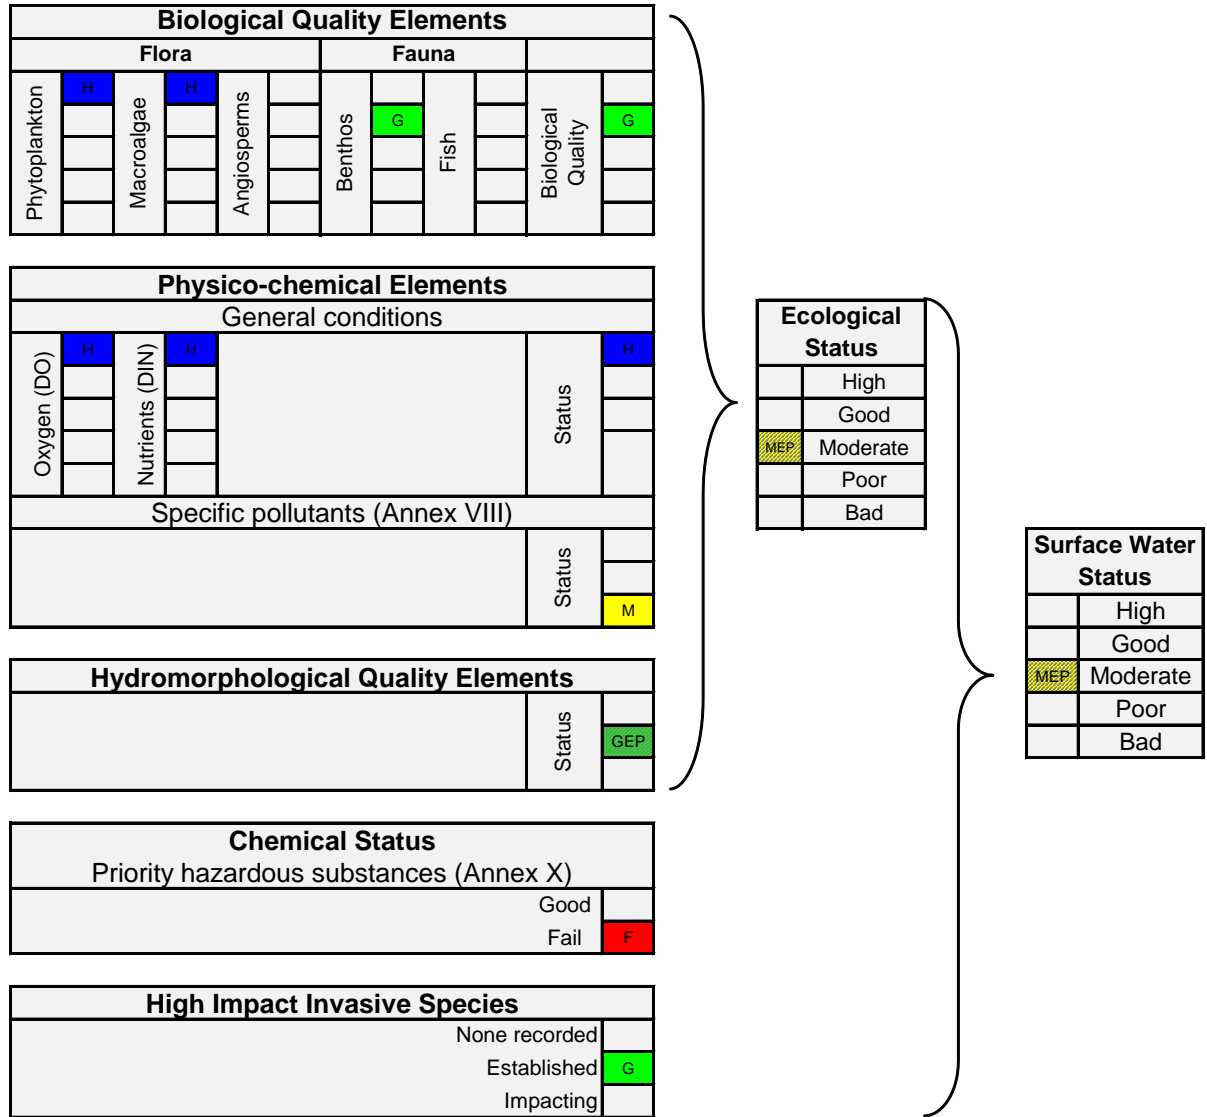 Biological Quality Elements
Flora
Fauna
Phytoplankton
H
Macroalgae
H
Angiosperms
Benthos
G
Fish
Biological
Quality
G
Physico-chemical Elements
General conditions
Oxygen (DO)
H
Nutrients (DIN)
H
Status
H
Specific pollutants (Annex VIII)
Status
M
Hydromorphological Quality Elements
Status
GEP
Chemical Status
Priority hazardous substances (Annex X)
Good
Fail F
High Impact Invasive Species
None recorded
Established G
Impacting
Ecological
Status
High
Good
MEP Moderate
Poor
Bad
Surface Water
Status
High
Good
MEP Moderate
Poor
Bad